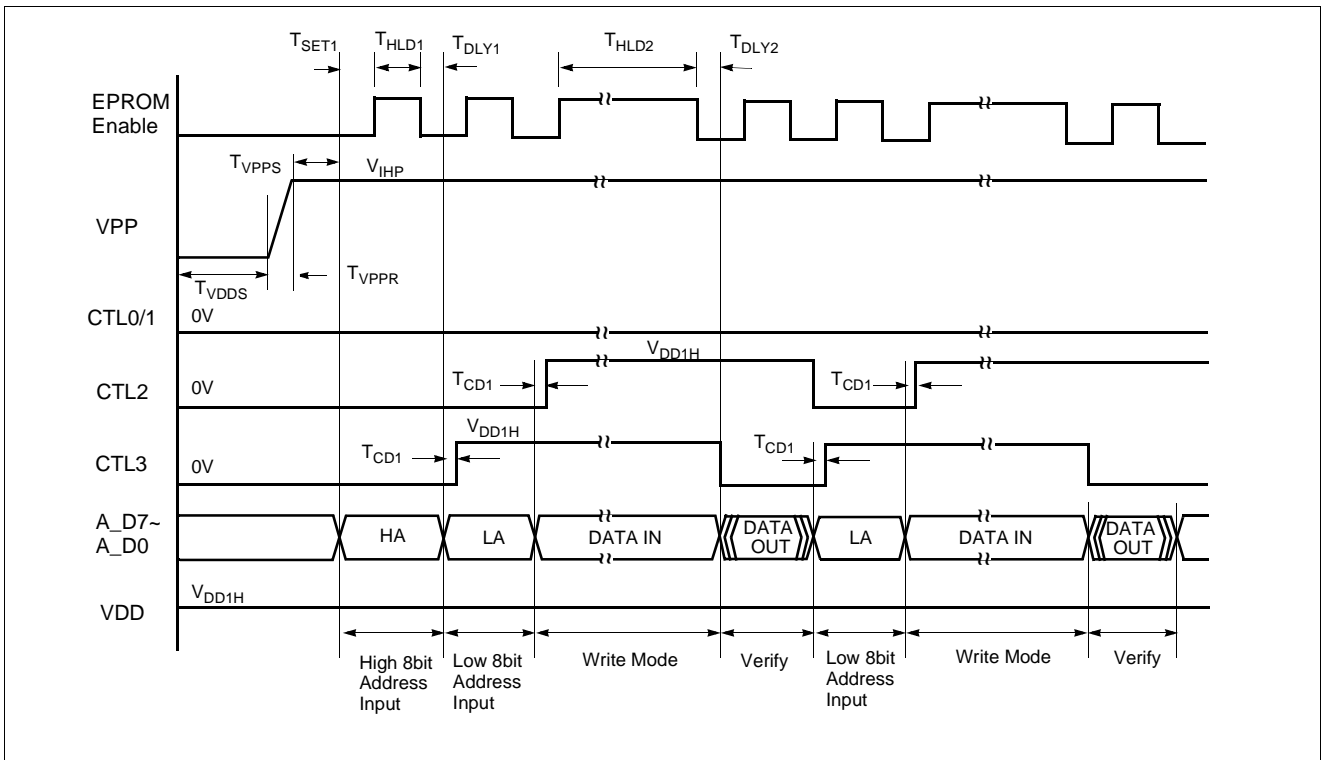 TSET1 THLD1 TDLY1 THLD2 TDLY2
EPROM
Enable
TVPPS VIHP
VPP
TVPPR
TVDDS
CTL0/1 0V
VDD1H
CTL2 0V TCD1 TCD1
VDD1H
CTL3 0V TCD1 TCD1
A_D7~
A_D0
HA LA DATA IN DATA
OUT LA DATA IN DATA
OUT
VDD1H
VDD
High 8bit
Address
Input
Low 8bit
Address
Input
Write Mode
Verify
Low 8bit
Address
Input
Write Mode
Verify